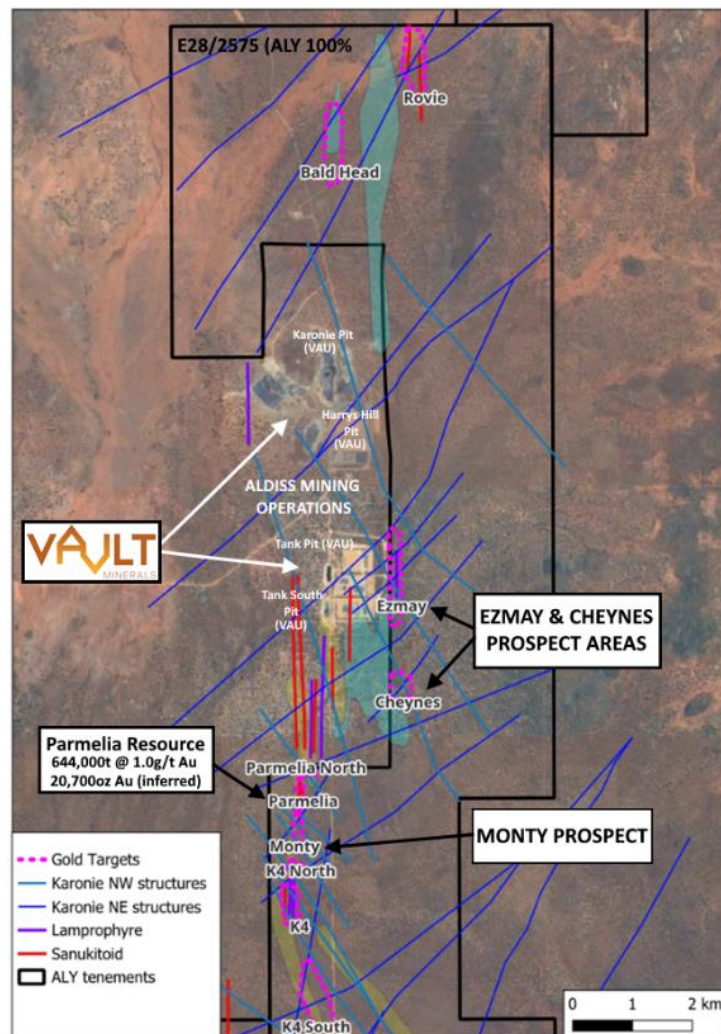 E28/2575 (ALY 100%
Rovie
Bald Head
Karonie Pit
(VAU)
Harrys Hill
Pit
(VAU)
ALDISS MINING
OPERATIONS
VAULT
MINERALS
Tank Pit (VAU)
Tank South
Pit
(VAU)
Ezmay
EZMAY & CHEYNES
PROSPECT AREAS
Cheynes
Parmelia Resource
644,000t @ 1.0g/t Au
20,700oz Au (inferred)
Parmelia North
Parmelia
Monty
MONTY PROSPECT
K4 North
K4
K4 South
Gold Targets
Karonie NW structures
Karonie NE structures
Lamprophyre
Sanukitoid
ALY tenements
0 1 2 km